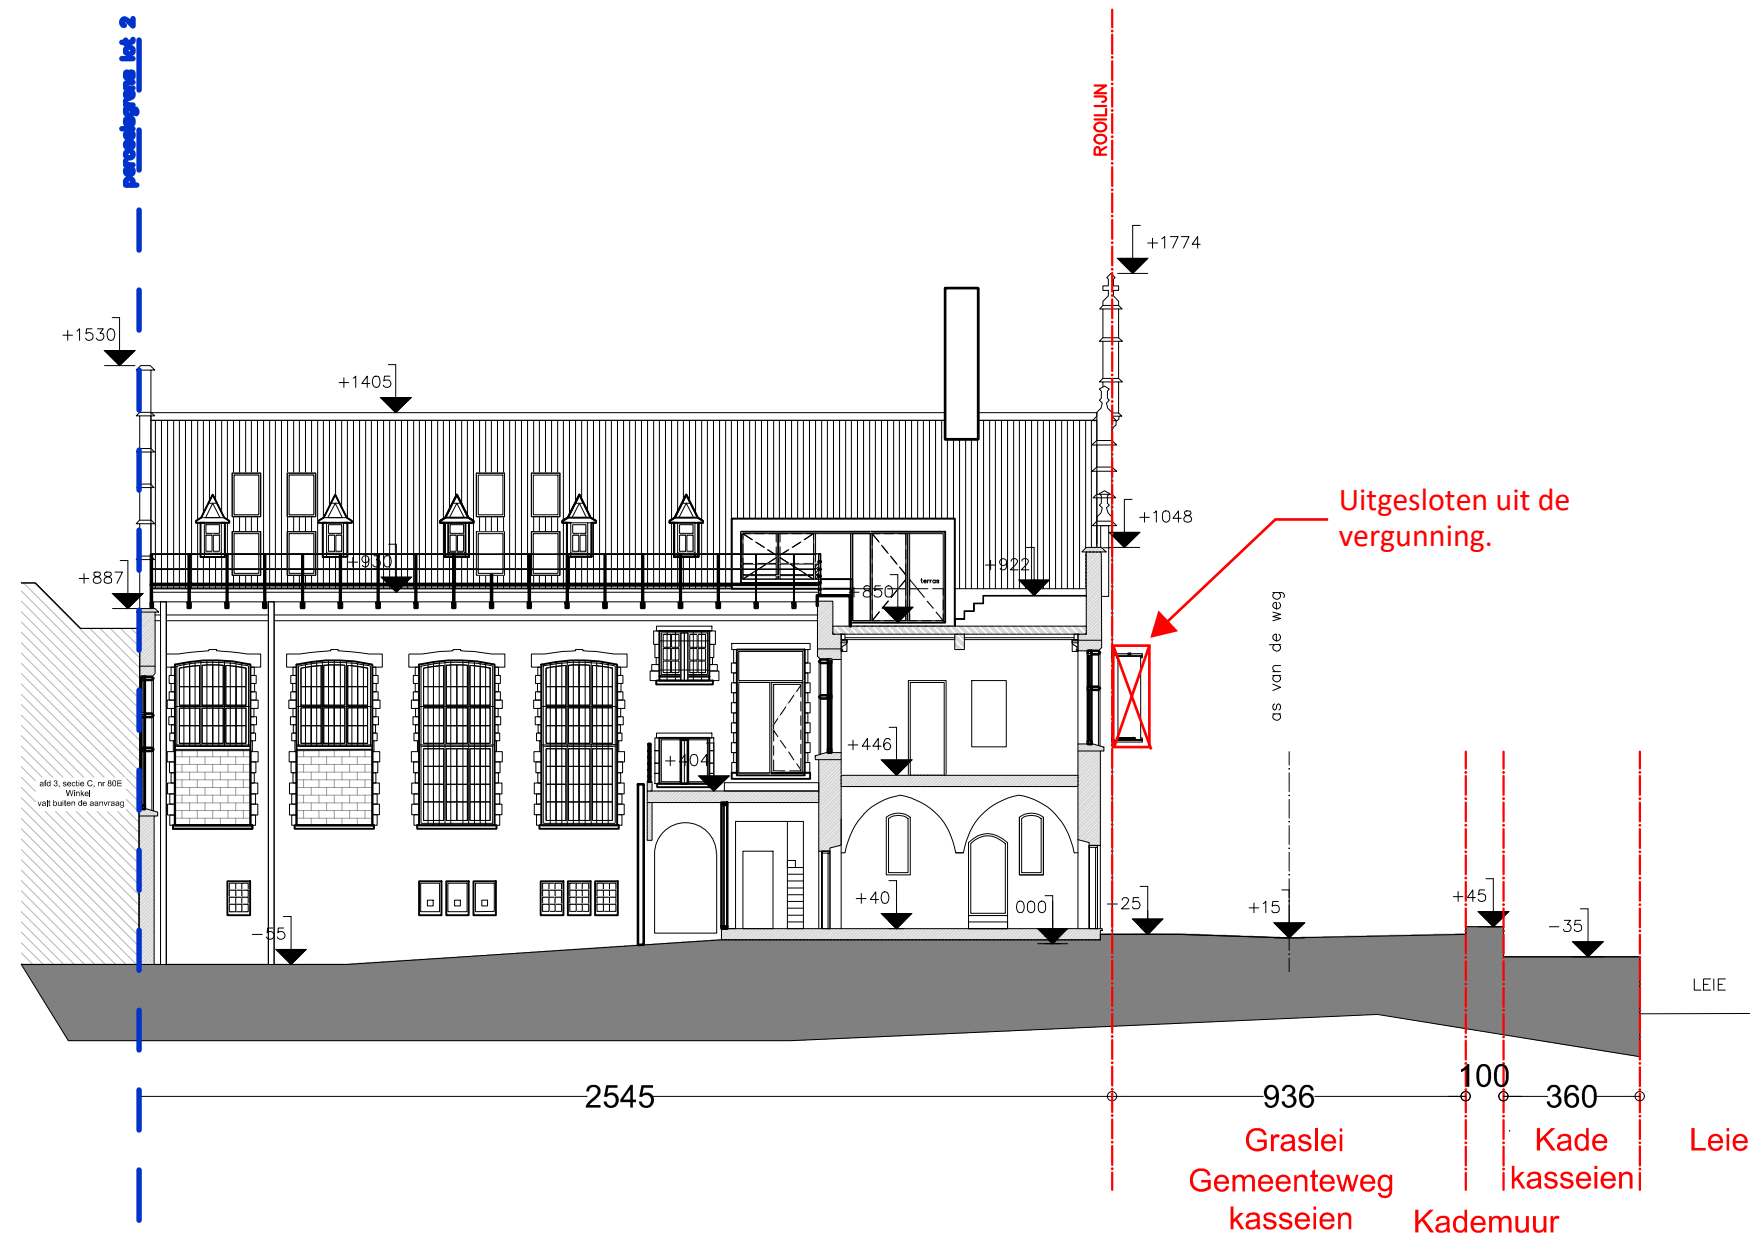 perceelsgrens lot 2
ROOILIJN
+1774
+1530
+1405
Uitgesloten uit de
vergunning.
+1048
+887
+930
+922
+850
terras
as van de weg
+446
+404
afd 3, sectie C, nr 80E
Winkel
valt buiten de aanvraag
+40
000
-25
+15
+45
-35
-55
LEIE
2545
936
100
360
Graslei
Gemeenteweg
kasseien
Kademuur
Kade
kasseien
Leie